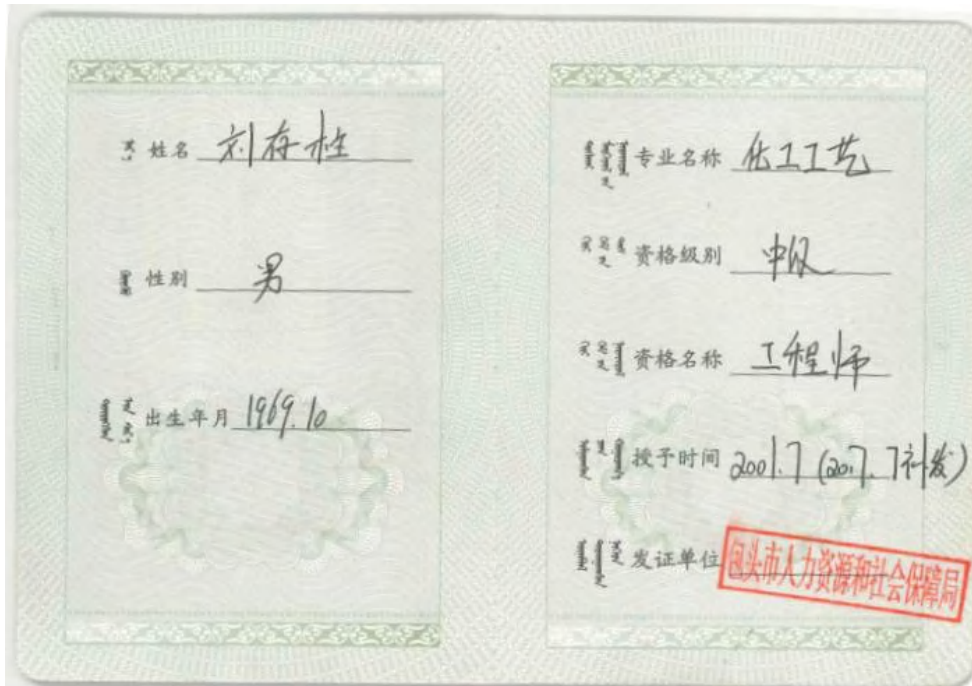 姓名 刘存柱
性别 男
出生年月 1969.10
专业名称 化工工艺
资格级别 中级
资格名称 工程师
授予时间 2001.7 (2017.7补发)
发证单位 包头市人力资源和社会保障局